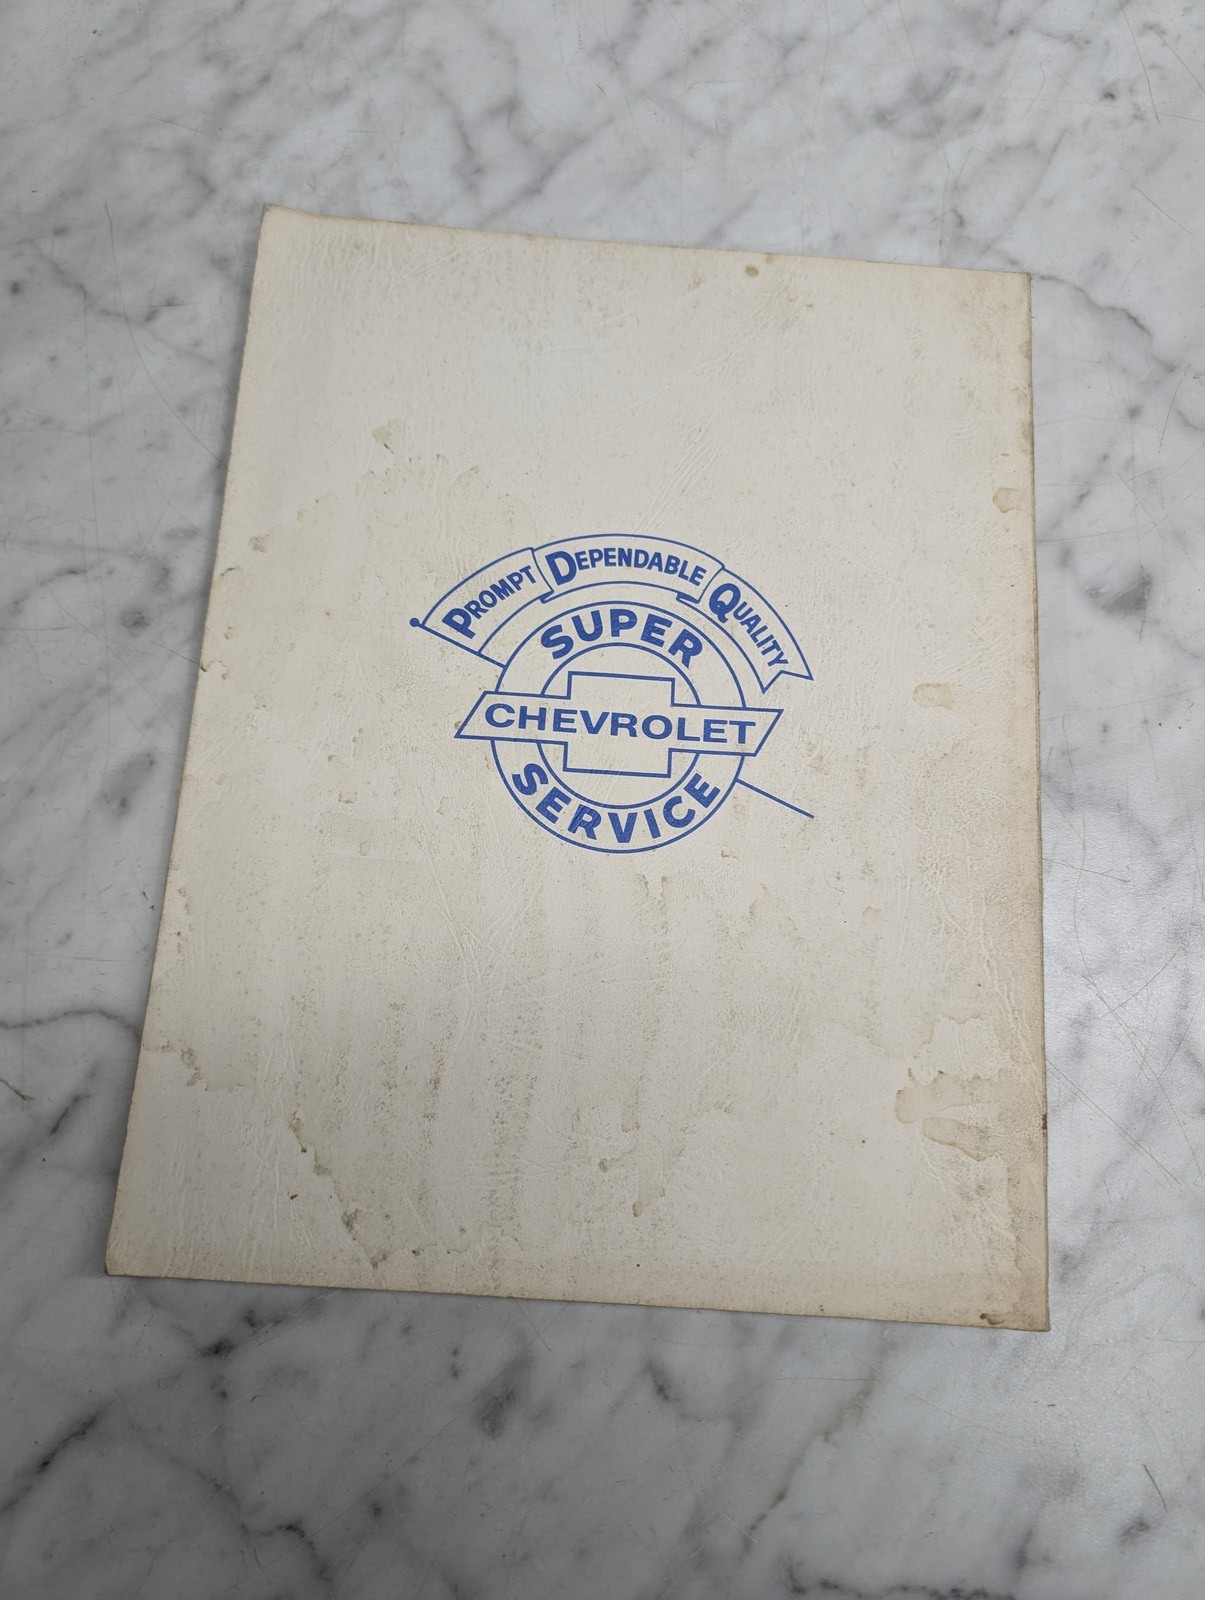 PROMPT DEPENDABLE QUALITY
SUPER
CHEVROLET
SERVICE